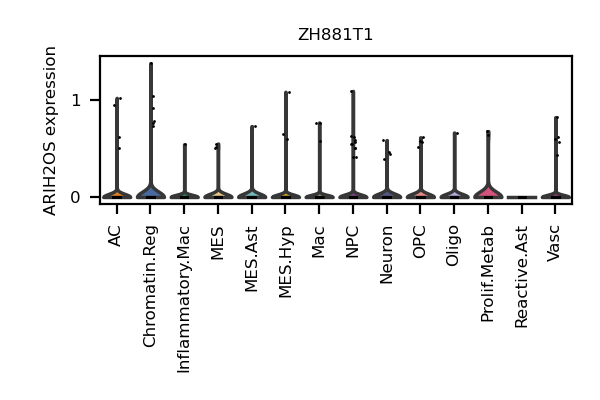 ZH881T1
ARIH2OS expression
1
0
AC
Chromatin.Reg
Inflammatory.Mac
MES
MES.Ast
MES.Hyp
Mac
NPC
Neuron
OPC
Oligo
Prolif.Metab
Reactive.Ast
Vasc